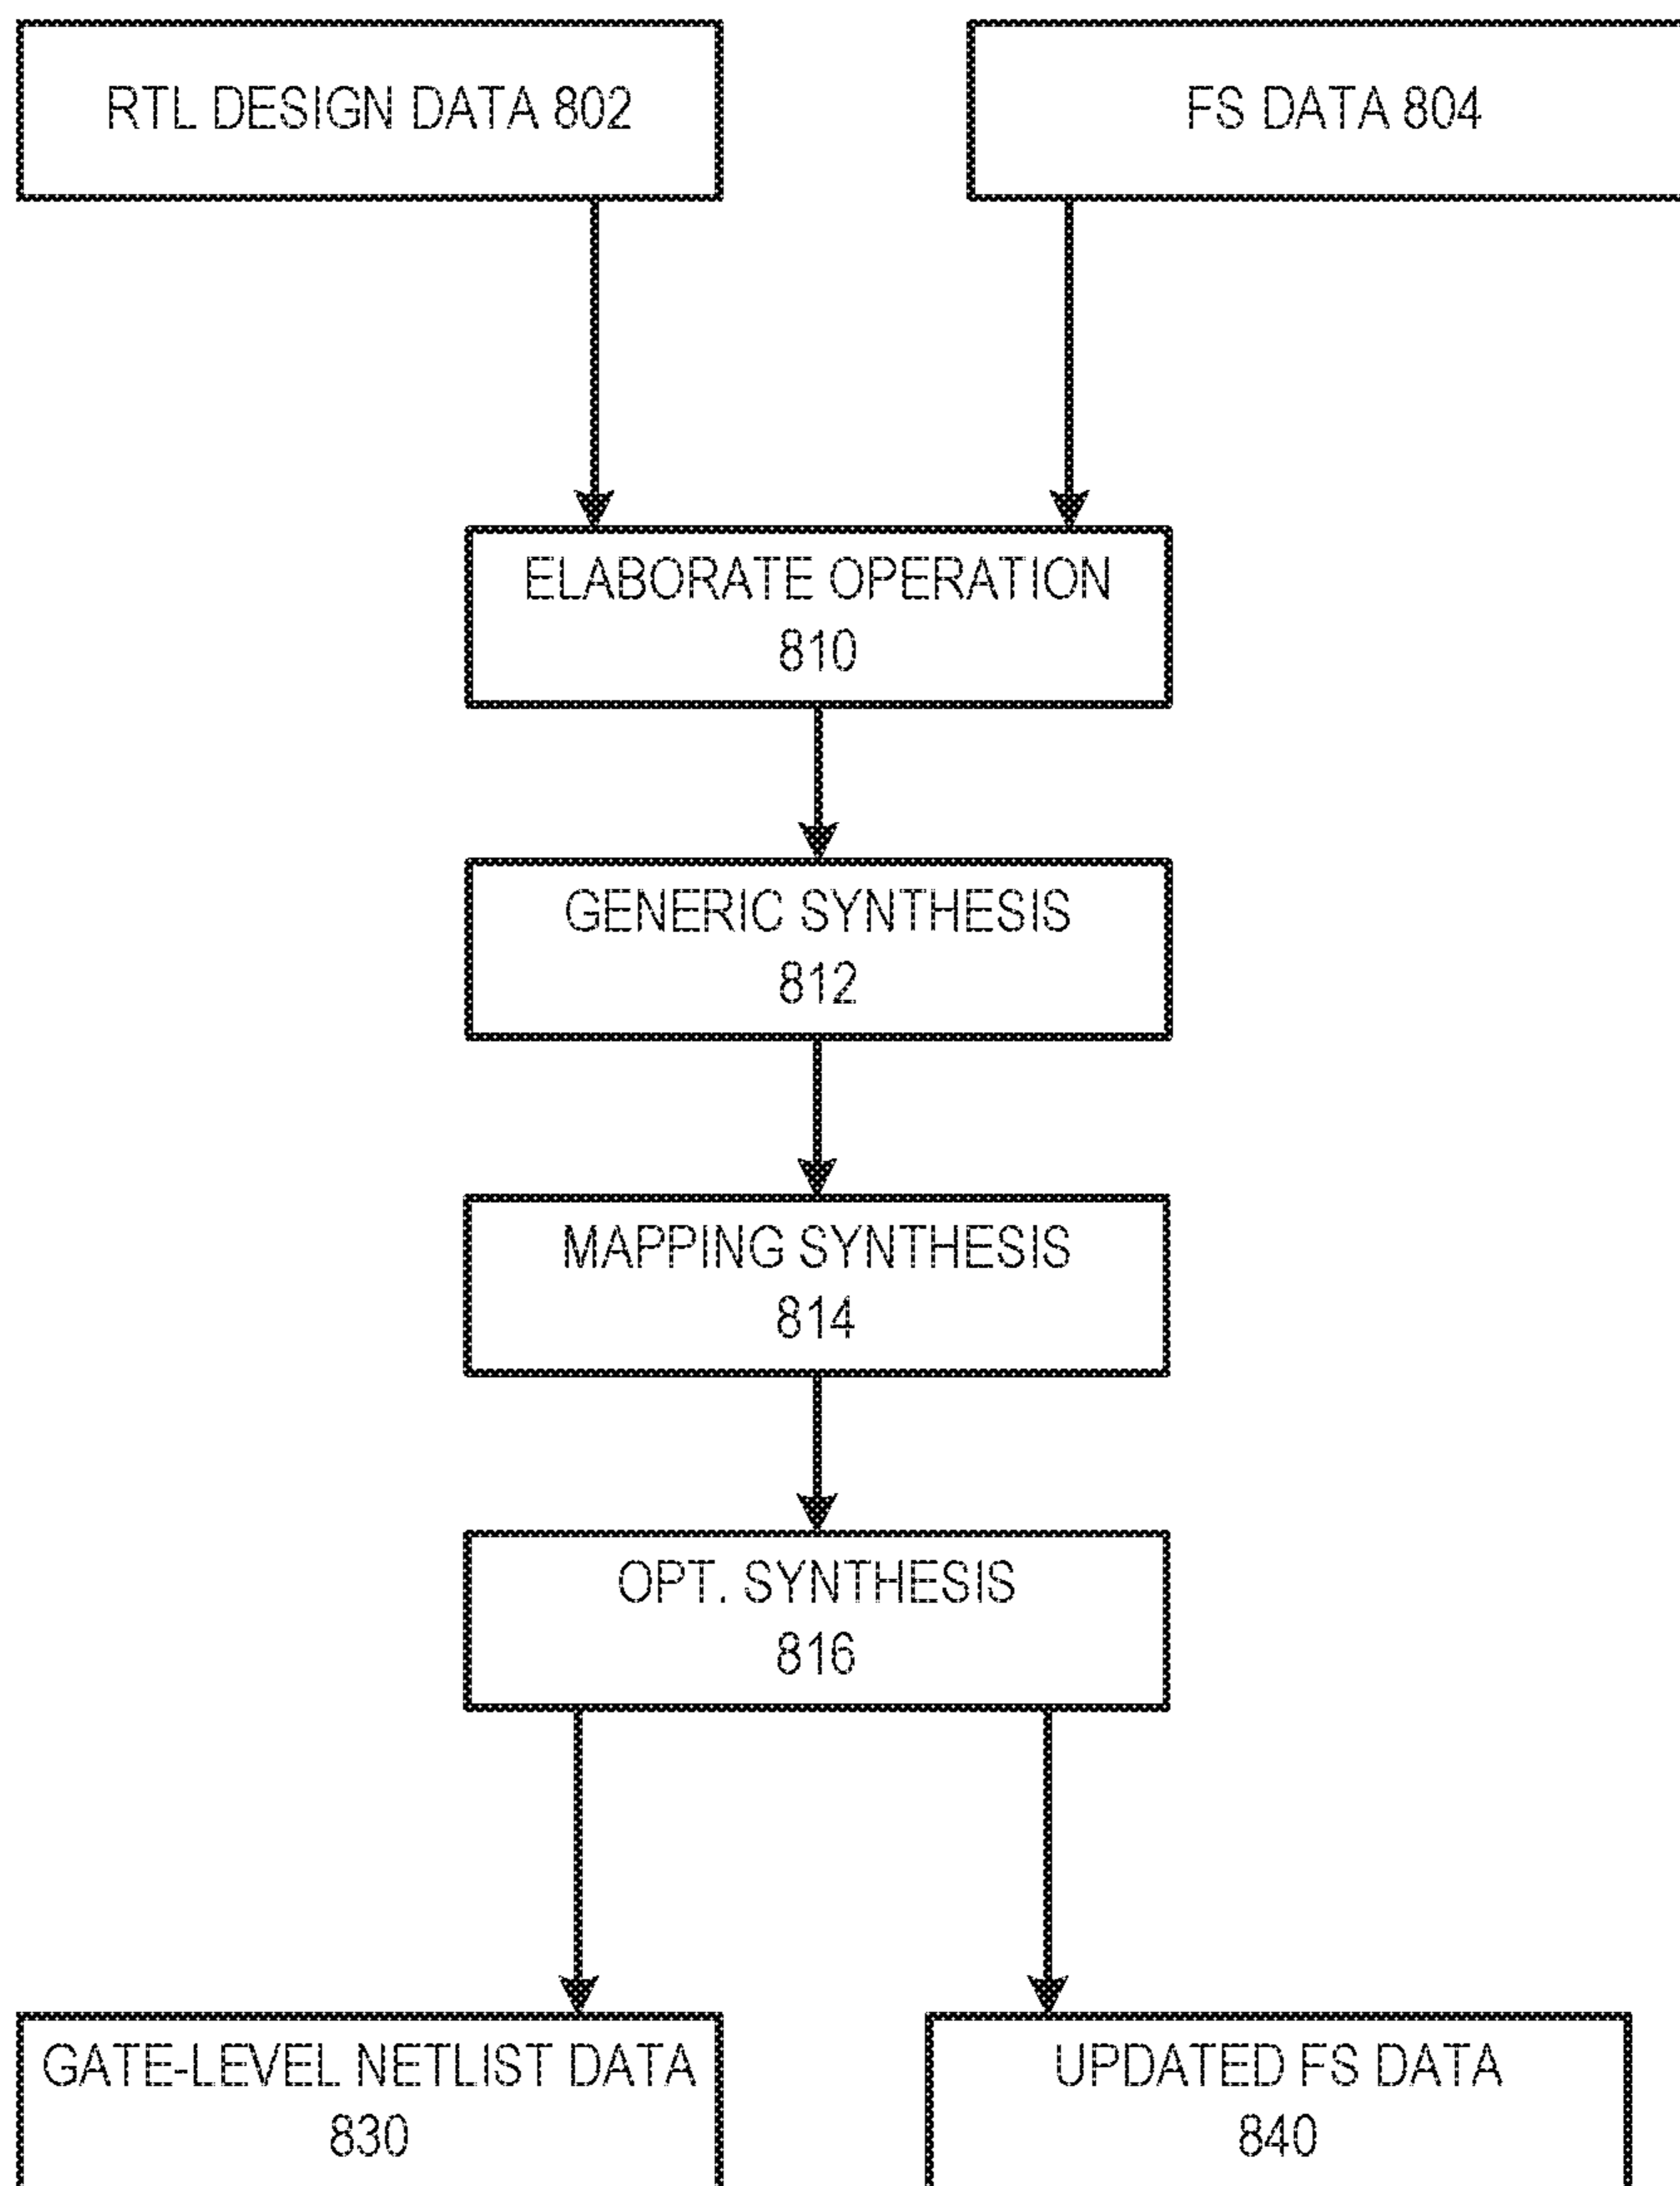 RTL DESIGN DATA 802
FS DATA 804
ELABORATE OPERATION
810
GENERIC SYNTHESIS
812
MAPPING SYNTHESIS
814
OPT. SYNTHESIS
816
GATE-LEVEL NETLIST DATA
830
UPDATED FS DATA
840